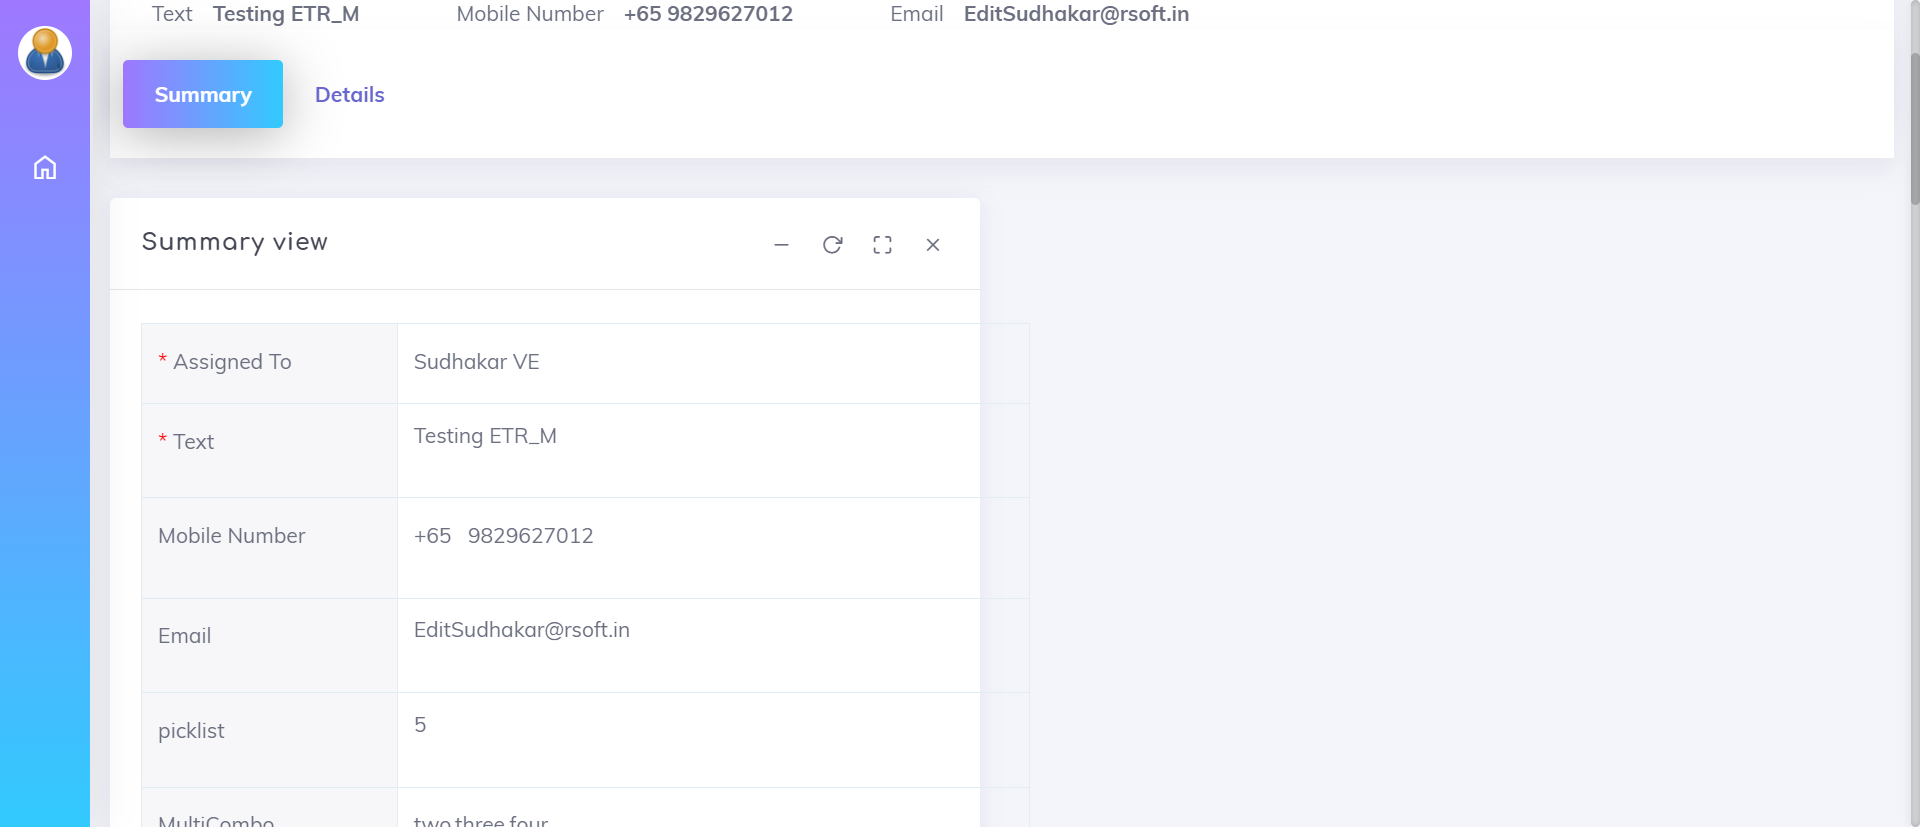 Text Testing ETR_M Mobile Number +65 9829627012 Email EditSudhakar@rsoft.in
Summary Details
Summary view
* Assigned To Sudhakar VE
* Text Testing ETR_M
Mobile Number +65 9829627012
Email EditSudhakar@rsoft.in
picklist 5
MultiCombo two,three,four